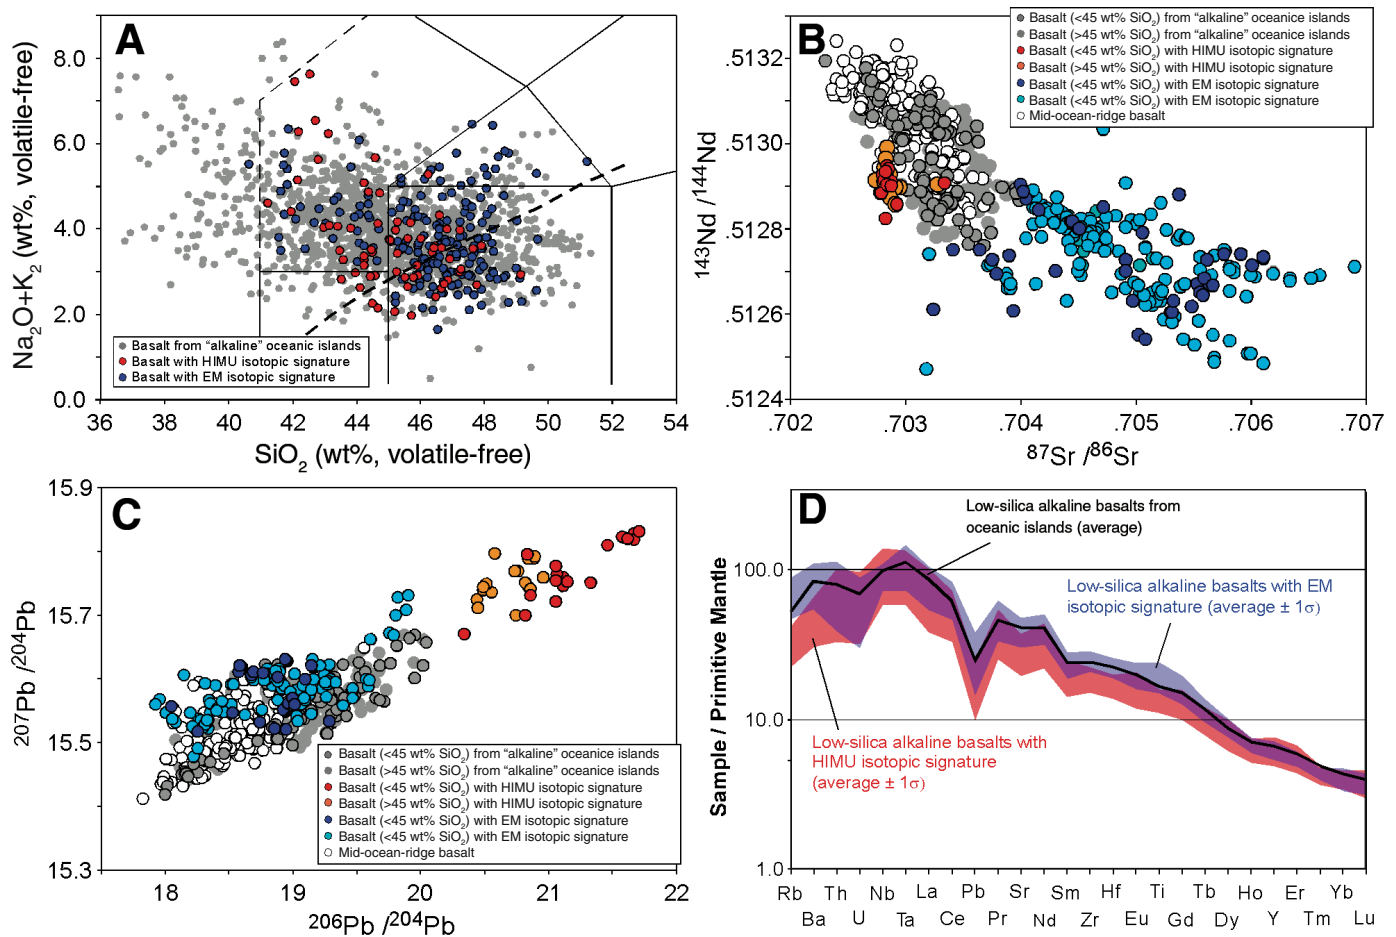 A
Na2O+K2 (wt%, volatile-free)
8.0
6.0
4.0
2.0
0.0
Basalt from "alkaline" oceanic islands
Basalt with HIMU isotopic signature
Basalt with EM isotopic signature
36 38 40 42 44 46 48 50 52 54
SiO2 (wt%, volatile-free)
B
143Nd /144Nd
.5132
.5130
.5128
.5126
.5124
Basalt (<45 wt% SiO2) from "alkaline" oceanice islands
Basalt (>45 wt% SiO2) from "alkaline" oceanice islands
Basalt (<45 wt% SiO2) with HIMU isotopic signature
Basalt (>45 wt% SiO2) with HIMU isotopic signature
Basalt (<45 wt% SiO2) with EM isotopic signature
Basalt (<45 wt% SiO2) with EM isotopic signature
Mid-ocean-ridge basalt
.702 .703 .704 .705 .706 .707
87Sr /86Sr
C
207Pb /204Pb
15.9
15.7
15.5
15.3
Basalt (<45 wt% SiO2) from "alkaline" oceanice islands
Basalt (>45 wt% SiO2) from "alkaline" oceanice islands
Basalt (<45 wt% SiO2) with HIMU isotopic signature
Basalt (>45 wt% SiO2) with HIMU isotopic signature
Basalt (<45 wt% SiO2) with EM isotopic signature
Basalt (<45 wt% SiO2) with EM isotopic signature
Mid-ocean-ridge basalt
18 19 20 21 22
206Pb /204Pb
D
Sample / Primitive Mantle
100.0
10.0
1.0
Low-silica alkaline basalts from
oceanic islands (average)
Low-silica alkaline basalts with EM
isotopic signature (average ± 1σ)
Low-silica alkaline basalts with
HIMU isotopic signature
(average ± 1σ)
Rb Th Nb La Pb Sr Sm Hf Ti Tb Ho Er Yb
Ba U Ta Ce Pr Nd Zr Eu Gd Dy Y Tm Lu